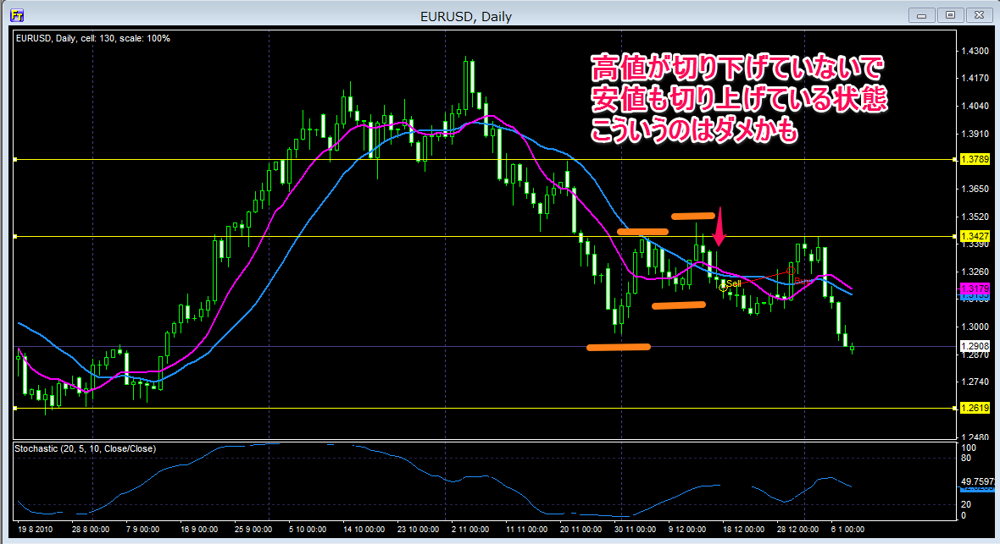 FT
EURUSD, Daily
EURUSD, Daily, cell: 130, scale: 100%
高値が切り下げていないで
安値も切り上げている状態
こういうのはダメかも
1.4300
1.4170
1.4040
1.3910
1.3789
1.3650
1.3520
1.3427
1.3390
1.3260
1.3179
1.3000
1.2908
1.2870
1.2740
1.2619
1.2480
Sell
Stochastic (20, 5, 10, Close/Close)
100
80
49.7597
20
0
19 8 2010
28 8 00:00
7 9 00:00
16 9 00:00
25 9 00:00
5 10 00:00
14 10 00:00
23 10 00:00
2 11 00:00
11 11 00:00
20 11 00:00
30 11 00:00
9 12 00:00
18 12 00:00
28 12 00:00
6 1 00:00